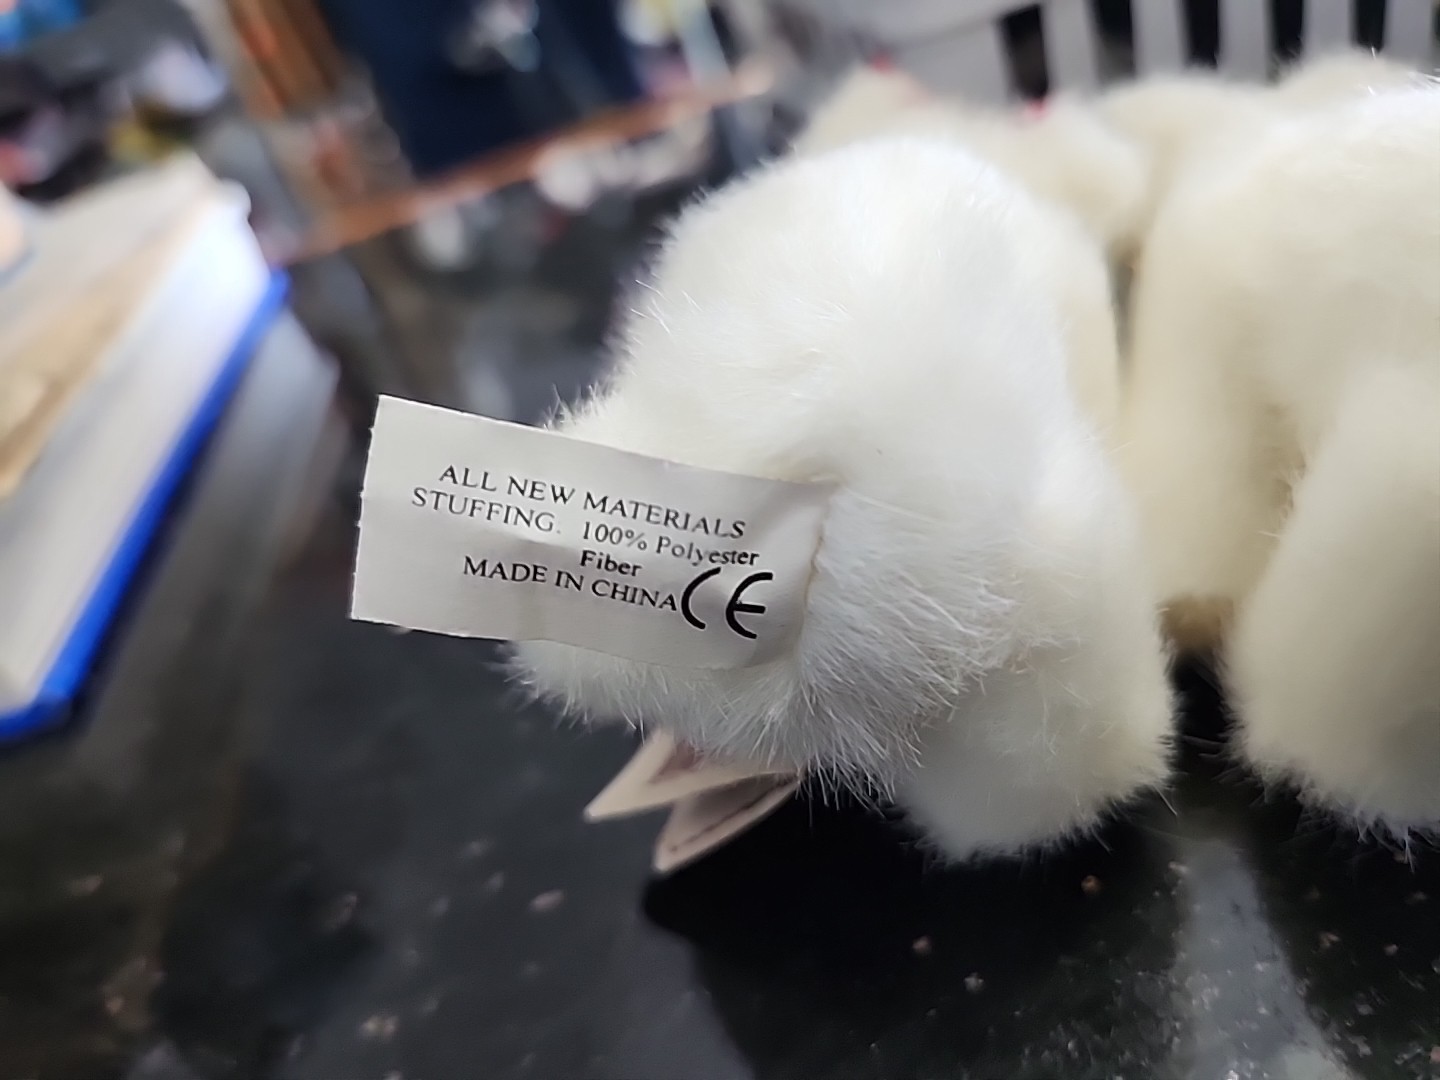 ALL NEW MATERIALS
STUFFING. 100% Polyester
Fiber
MADE IN CHINA CE